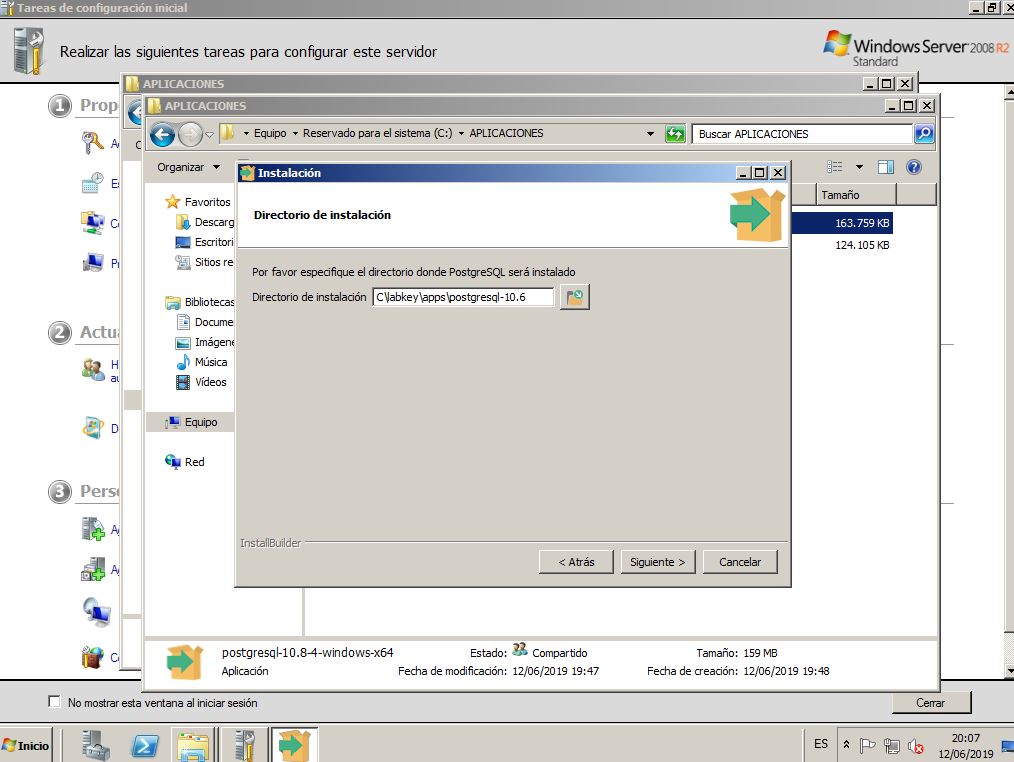 Tareas de configuración inicial
Realizar las siguientes tareas para configurar este servidor
Windows Server 2008 R2
Standard
APLICACIONES
APLICACIONES
1 Prop
Equipo Reservado para el sistema (C:) APLICACIONES
Buscar APLICACIONES
Organizar
Instalación
Tamaño
Favoritos
Directorio de instalación
Descarg
163.759 KB
Escritori
124.105 KB
Sitios re
Por favor especifique el directorio donde PostgreSQL será instalado
Directorio de instalación C\labkey\apps\postgresql-10.6
Bibliotecas
Docume
Imágene
Música
Vídeos
2 Actua
Equipo
Red
3 Perso
InstallBuilder
< Atrás Siguiente > Cancelar
postgresql-10.8-4-windows-x64 Estado: Compartido Tamaño: 159 MB
Aplicación Fecha de modificación: 12/06/2019 19:47 Fecha de creación: 12/06/2019 19:48
No mostrar esta ventana al iniciar sesión
Cerrar
Inicio
ES
20:07
12/06/2019